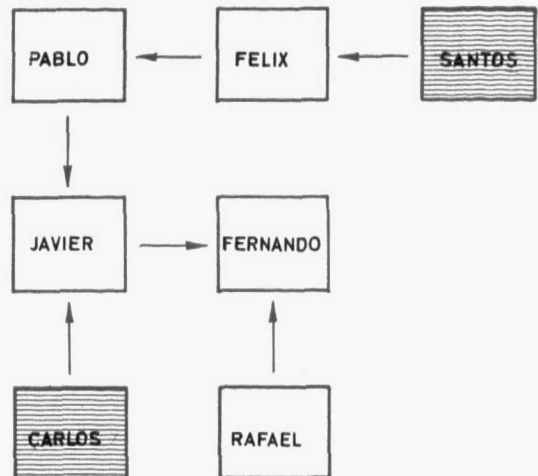 PABLO
FELIX
SANTOS
JAVIER
FERNANDO
CARLOS
RAFAEL